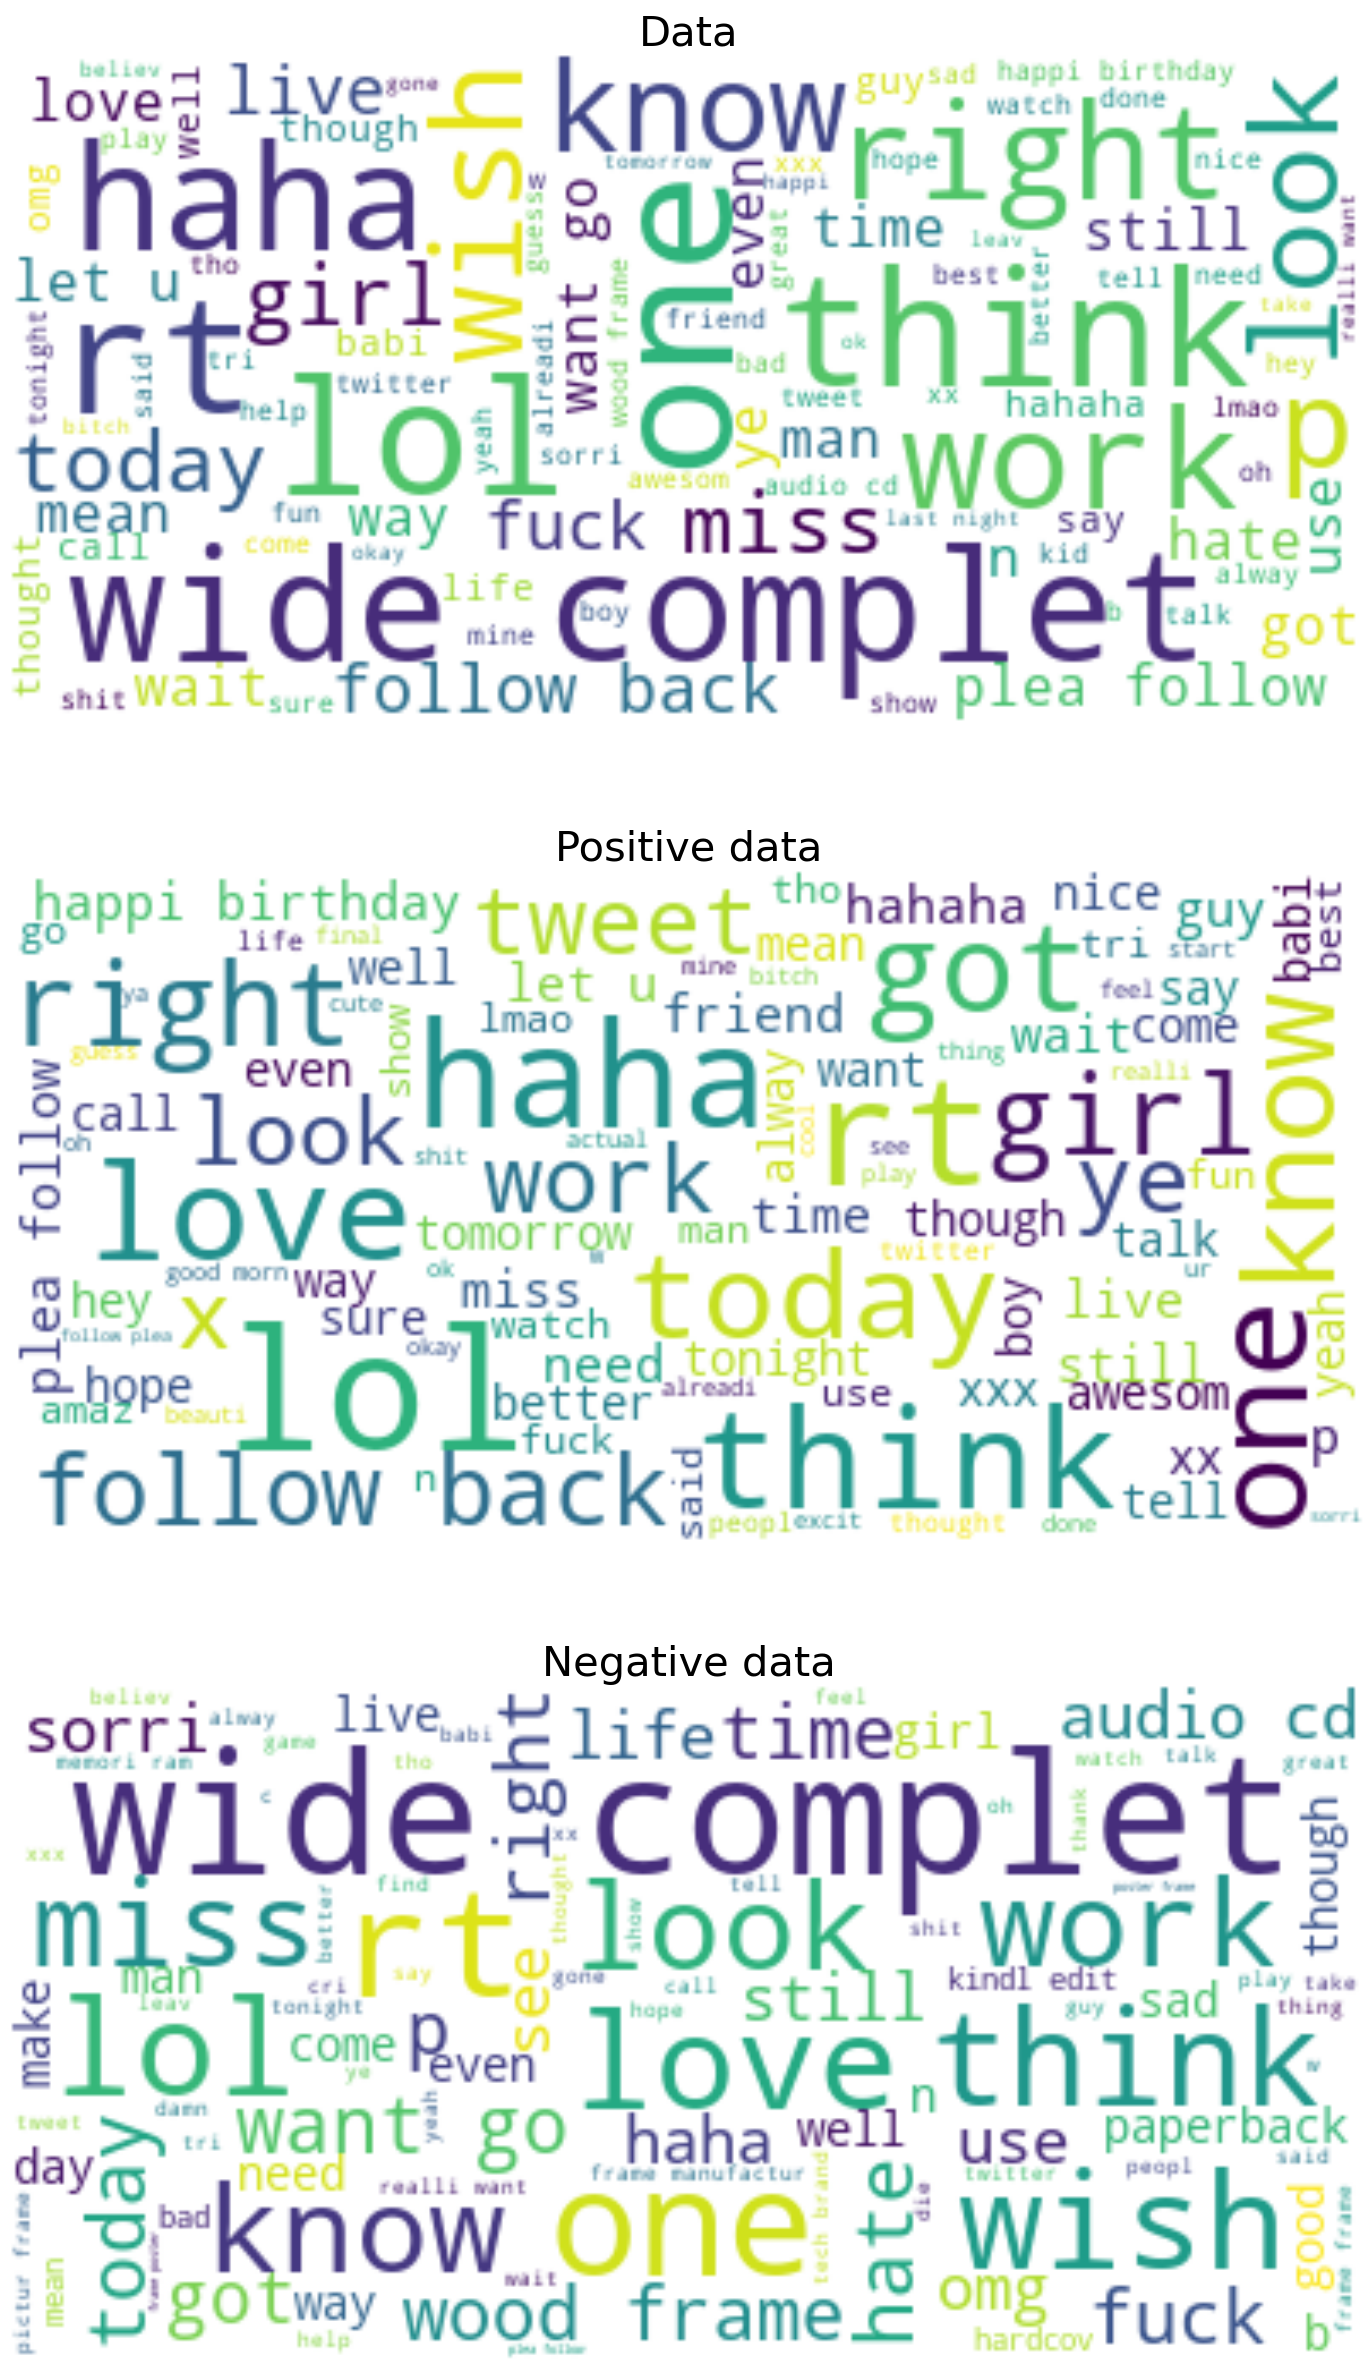 Data
believ
love
well
live
gone
wish
know
guy
sad
happi birthday
watch
done
look
play
though
haha
omg
tomorrow
xxx
happi
right
hope
nice
w
guess
want go
one
even
great
time
leav
still
realli want
let u
tho
girl
wood frame
friend
best
better
tell
need
take
think
rt
tonight
said
tri
babi
twitter
alreadi
bad
ok
hey
help
lol
yeah
tweet
xx
hahaha
lmao
p
bitch
today
sorri
ye
man
work
oh
awesom
audio cd
use
mean
fun
way
fuck
miss
last night
say
hate
call
come
okay
n
kid
alway
thought
wide complet
life
boy
mine
b
talk
got
shit
wait
sure
follow back
show
plea follow
Positive data
happi birthday
tweet
tho
hahaha
nice
guy
babi
best
go
life
final
well
let u
mine
mean
bitch
got
tri
start
right
ya
cute
show
lmao
friend
feel
say
know
guess
even
haha
want
thing
wait
come
realli
plea follow
call
look
alway
cool
rt
girl
oh
shit
actual
work
see
play
ye
fun
love
tomorrow
man
time
though
talk
twitter
ur
good morn
way
ok
w
miss
today
hey
x
sure
boy
live
yeah
follow plea
lol
okay
watch
need
tonight
still
one
hope
better
alreadi
use
xxx
awesom
amaz
beauti
fuck
think
xx
p
follow back
n
said
peopl
excit
thought
done
tell
sorri
Negative data
believ
sorri
alway
live
babi
right
life
time
feel
girl
audio cd
memori ram
game
tho
watch
talk
great
wide complet
c
oh
thank
though
xxx
xx
miss
better
find
rt
thought
look
show
tell
poster frame
work
shit
man
leav
cri
say
see
gone
call
still
kindl edit
play
take
make
lol
tonight
hope
guy
sad
thing
come
p
even
love
think
w
ye
n
tweet
damn
today
tri
want go
yeah
haha
well
use
paperback
day
need
realli want
frame manufactur
hate
die
twitter
peopl
said
pictur frame
bad
know
one
tech brand
wish
good
frame frame
mean
frame poster
got
way
wait
wood frame
omg
fuck
help
plea follow
hardcov
b